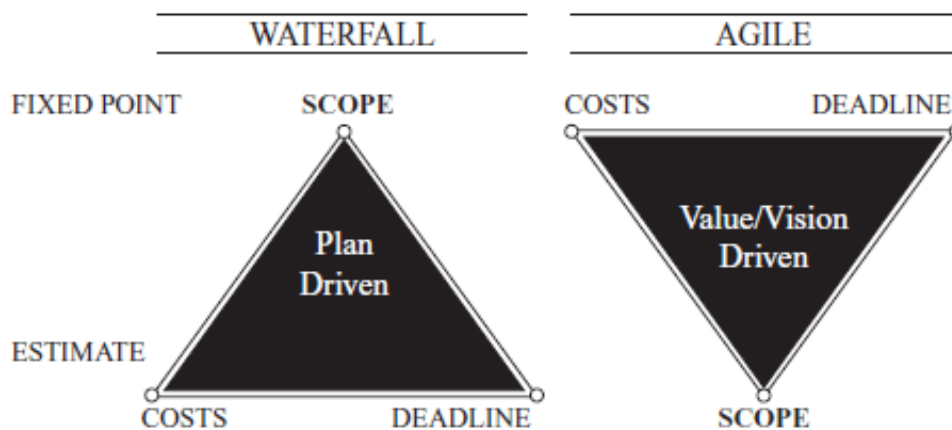 WATERFALL
AGILE
FIXED POINT
SCOPE
COSTS
DEADLINE
Plan
Driven
Value/Vision
Driven
ESTIMATE
COSTS
DEADLINE
SCOPE